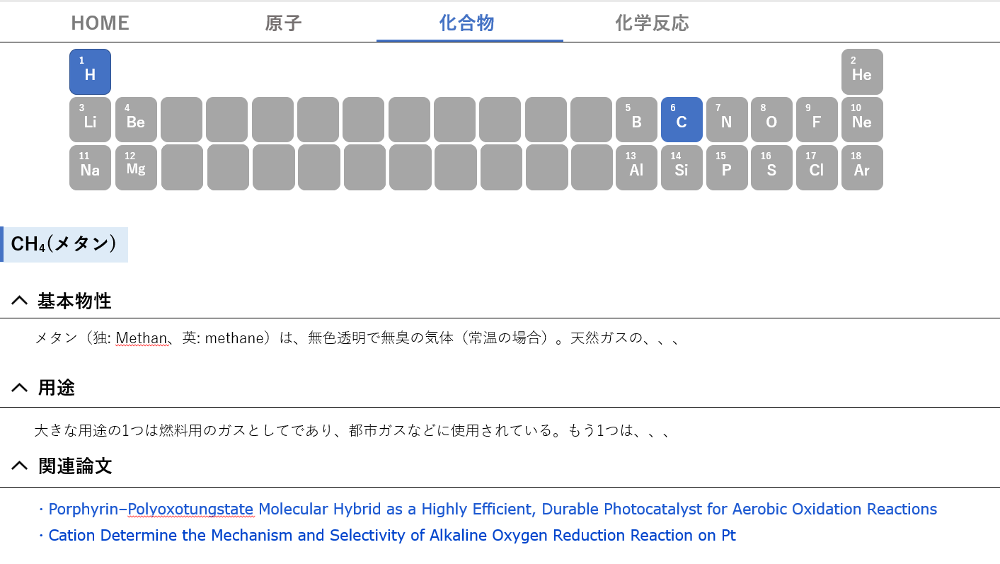 HOME 原子 化合物 化学反応
1 2
H He
3 4 5 6 7 8 9 10
Li Be B C N O F Ne
11 12 13 14 15 16 17 18
Na Mg Al Si P S Cl Ar
CH₄(メタン)
基本物性
メタン（独: Methan、英: methane）は、無色透明で無臭の気体（常温の場合）。天然ガスの、、、
用途
大きな用途の1つは燃料用のガスとしてであり、都市ガスなどに使用されている。もう1つは、、、
関連論文
・Porphyrin–Polyoxotungstate Molecular Hybrid as a Highly Efficient, Durable Photocatalyst for Aerobic Oxidation Reactions
・Cation Determine the Mechanism and Selectivity of Alkaline Oxygen Reduction Reaction on Pt